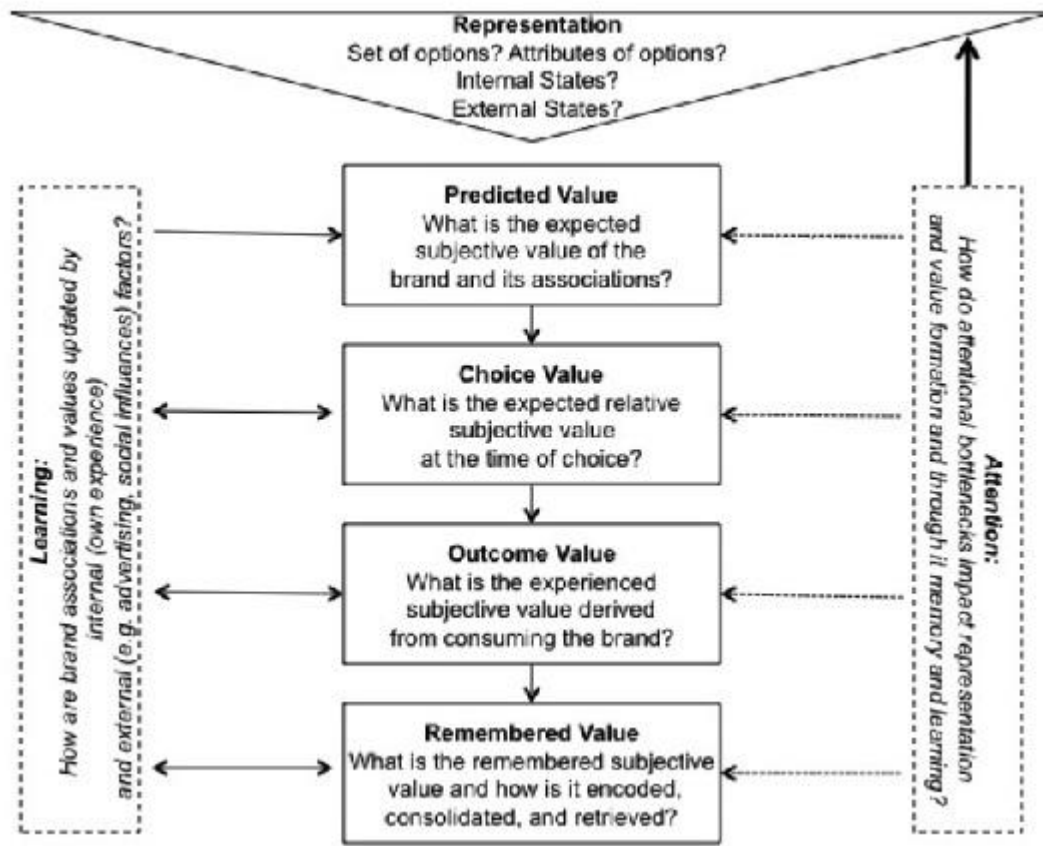 Representation
Set of options? Attributes of options?
Internal States?
External States?
Predicted Value
What is the expected
subjective value of the
brand and its associations?
Choice Value
What is the expected relative
subjective value
at the time of choice?
Outcome Value
What is the experienced
subjective value derived
from consuming the brand?
Remembered Value
What is the remembered subjective
value and how is it encoded,
consolidated, and retrieved?
Learning:
How are brand associations and values updated by
internal (own experience)
and external (e.g. advertising, social influences) factors?
Attention:
How do attentional bottlenecks impact representation
and value formation and through it memory and learning?